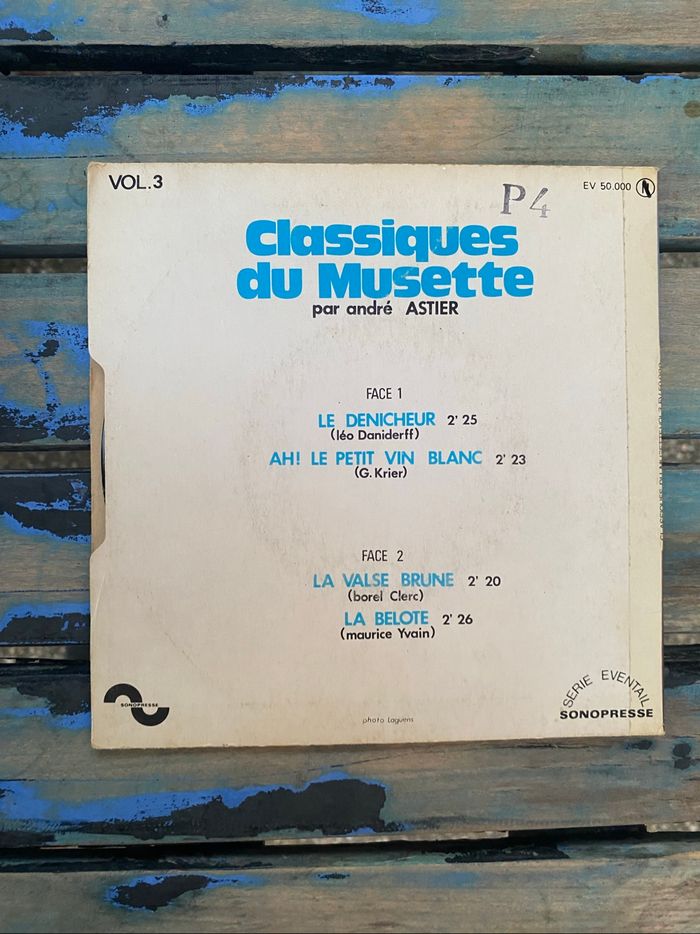 VOL.3
P4
EV 50.000
Classiques
du Musette
par andré ASTIER
FACE 1
LE DENICHEUR 2' 25
(léo Daniderff)
AH! LE PETIT VIN BLANC 2' 23
(G. Krier)
FACE 2
LA VALSE BRUNE 2' 20
(borel Clerc)
LA BELOTE 2' 26
(maurice Yvain)
SONOPRESSE
photo Laguens
SERIE EVENTAIL
SONOPRESSE